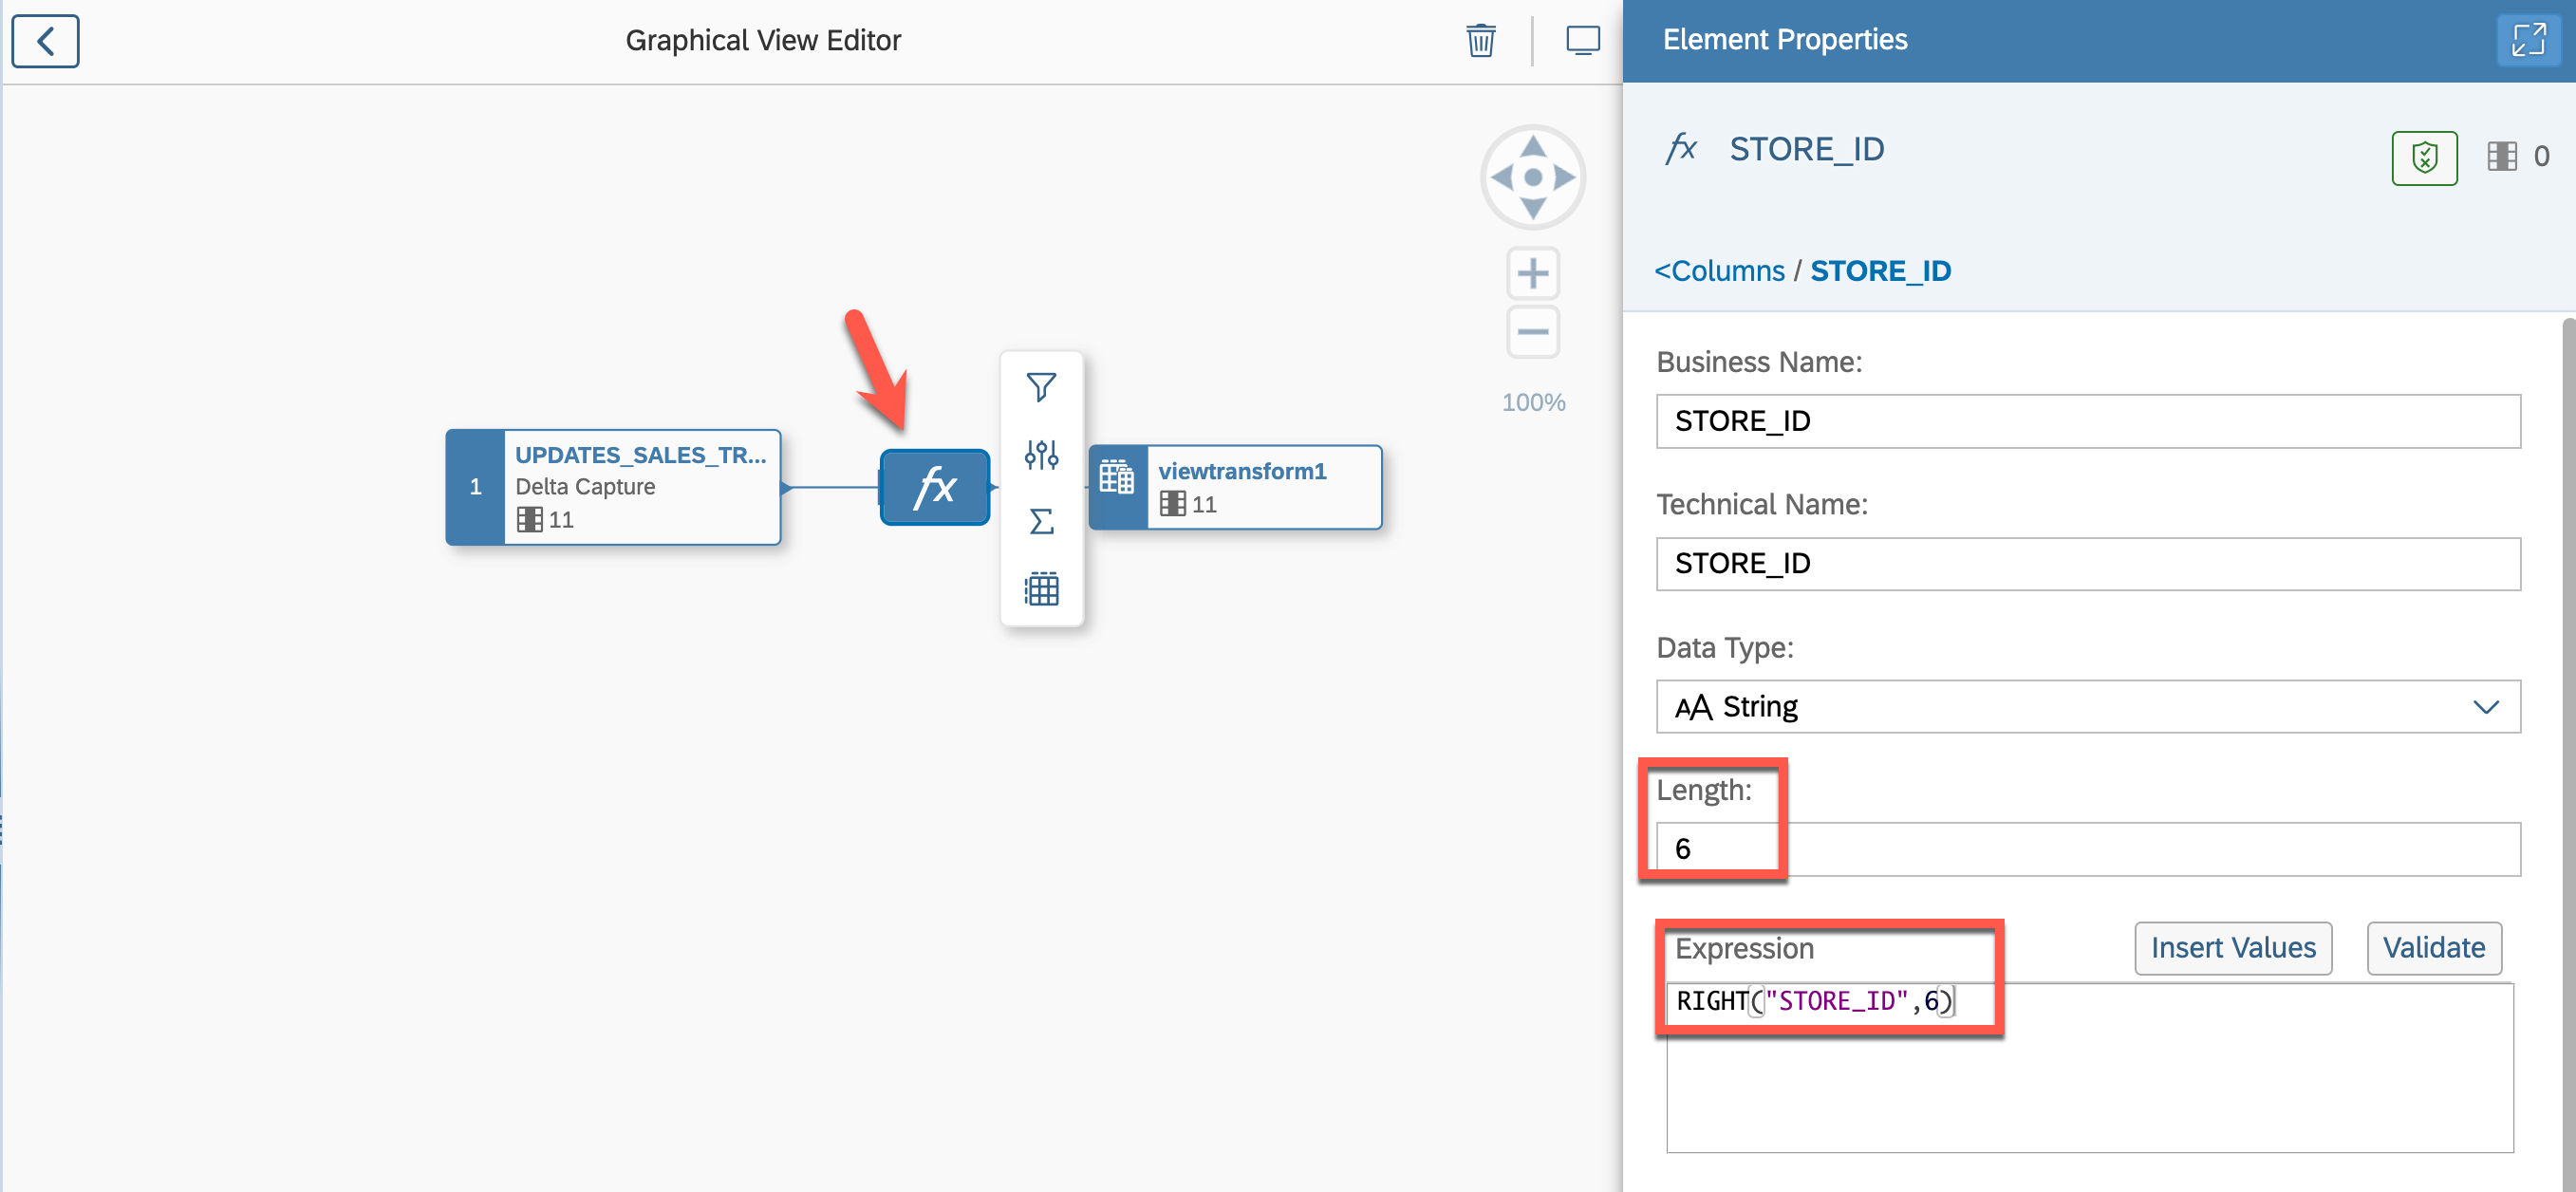 Graphical View Editor
Element Properties
fx STORE_ID
0
<Columns / STORE_ID
Business Name:
STORE_ID
Technical Name:
STORE_ID
Data Type:
AA String
Length:
6
Expression
Insert Values
Validate
RIGHT("STORE_ID",6)
100%
1
UPDATES_SALES_TR...
Delta Capture
11
fx
Σ
viewtransform1
11